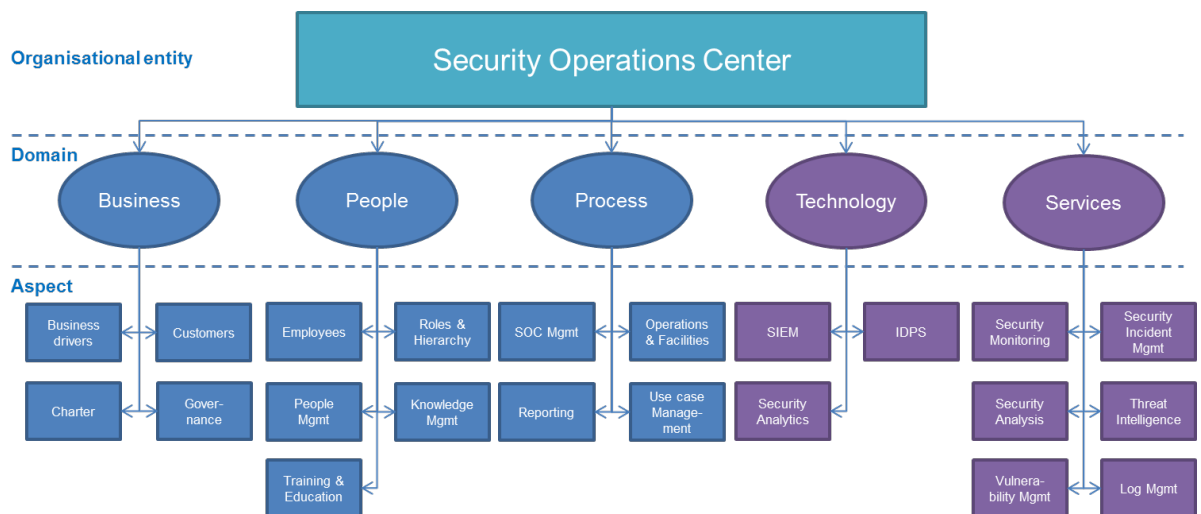 Organisational entity
Security Operations Center
Domain
Business
People
Process
Technology
Services
Aspect
Business
drivers
Customers
Employees
Roles &
Hierarchy
SOC Mgmt
Operations
& Facilities
SIEM
IDPS
Security
Monitoring
Security
Incident
Mgmt
Charter
Gover-
nance
People
Mgmt
Knowledge
Mgmt
Reporting
Use case
Manage-
ment
Security
Analytics
Security
Analysis
Threat
Intelligence
Training &
Education
Vulnera-
bility Mgmt
Log Mgmt